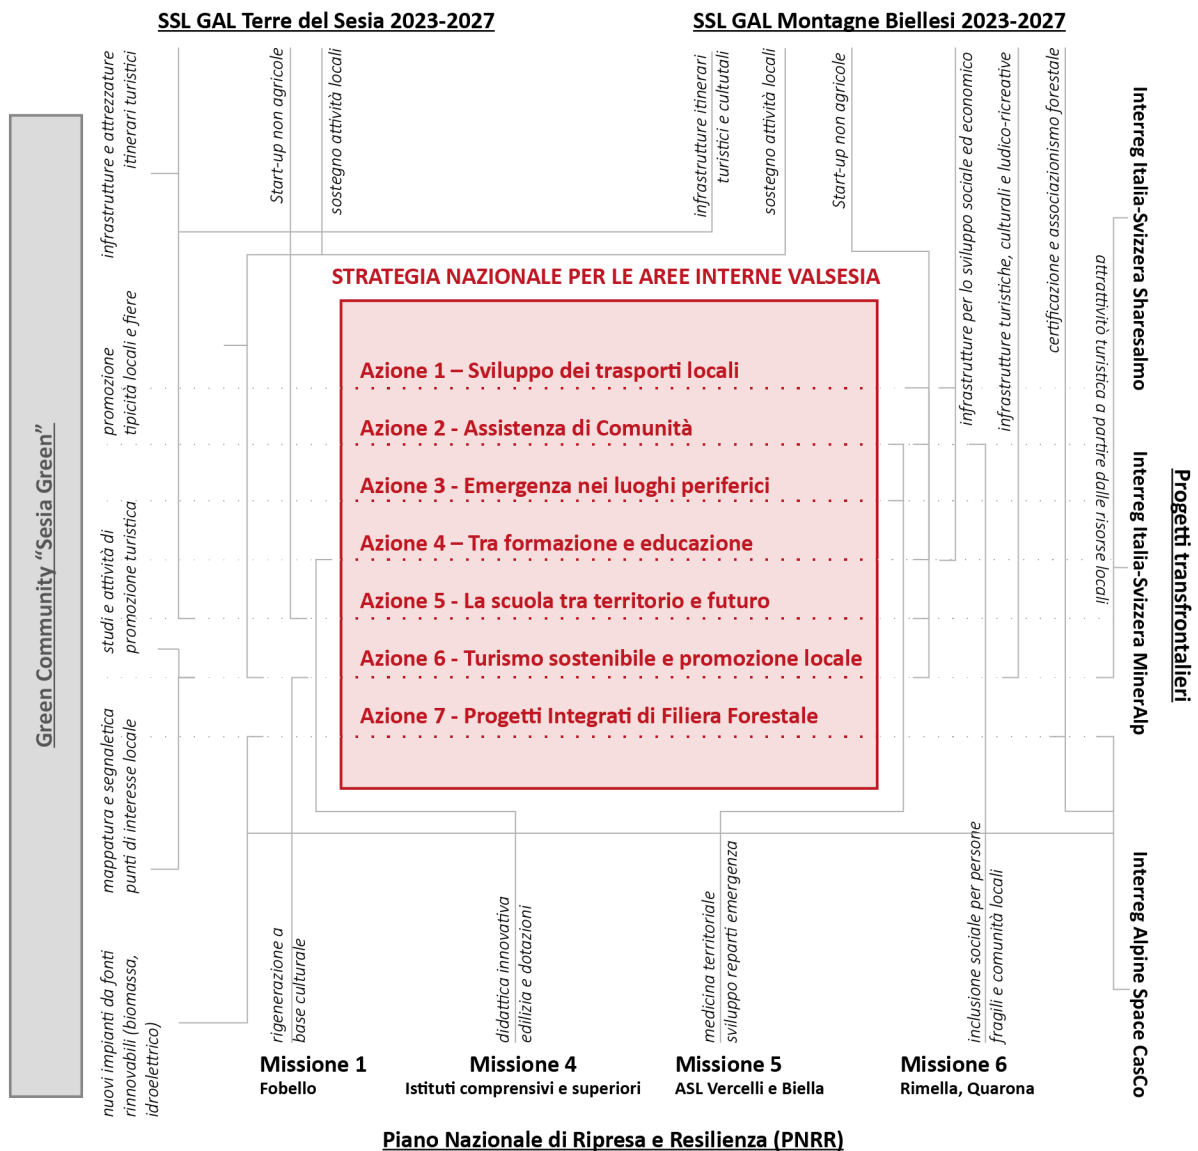 SSL GAL Terre del Sesia 2023-2027
SSL GAL Montagne Biellesi 2023-2027
infrastrutture e attrezzature
itinerari turistici
Start-up non agricole
sostegno attività locali
infrastrutture itinerari
turistici e cultutali
sostegno attività locali
Start-up non agricole
infrastrutture per lo sviluppo sociale ed economico
infrastrutture turistiche, culturali e ludico-ricreative
certificazione e associazionismo forestale
Green Community “Sesia Green”
promozione
tipicità locali e fiere
studi e attività di
promozione turistica
mappatura e segnaletica
punti di interesse locale
nuovi impianti da fonti
rinnovabili (biomassa,
idroelettrico)
STRATEGIA NAZIONALE PER LE AREE INTERNE VALSESIA
Azione 1 – Sviluppo dei trasporti locali
Azione 2 - Assistenza di Comunità
Azione 3 - Emergenza nei luoghi periferici
Azione 4 – Tra formazione e educazione
Azione 5 - La scuola tra territorio e futuro
Azione 6 - Turismo sostenibile e promozione locale
Azione 7 - Progetti Integrati di Filiera Forestale
attrattivitò turistica a partire dalle risorse locali
Interreg Italia-Svizzera Sharesalmo
Interreg Italia-Svizzera MinerAlp
Interreg Alpine Space CasCo
Progetti transfrontalieri
rigenerazione a
base culturale
didattica innovativa
edilizia e dotazioni
medicina territoriale
sviluppo reparti emergenza
inclusione sociale per persone
fragili e comunità locali
Missione 1
Fobello
Missione 4
Istituti comprensivi e superiori
Missione 5
ASL Vercelli e Biella
Missione 6
Rimella, Quarona
Piano Nazionale di Ripresa e Resilienza (PNRR)